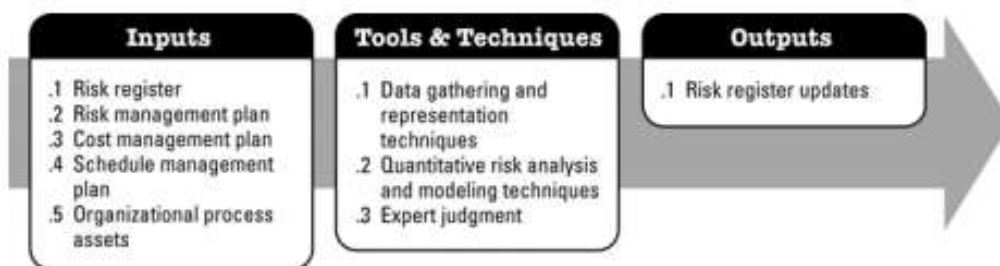 Inputs
.1 Risk register
.2 Risk management plan
.3 Cost management plan
.4 Schedule management
plan
.5 Organizational process
assets
Tools & Techniques
.1 Data gathering and
representation
techniques
.2 Quantitative risk analysis
and modeling techniques
.3 Expert judgment
Outputs
.1 Risk register updates